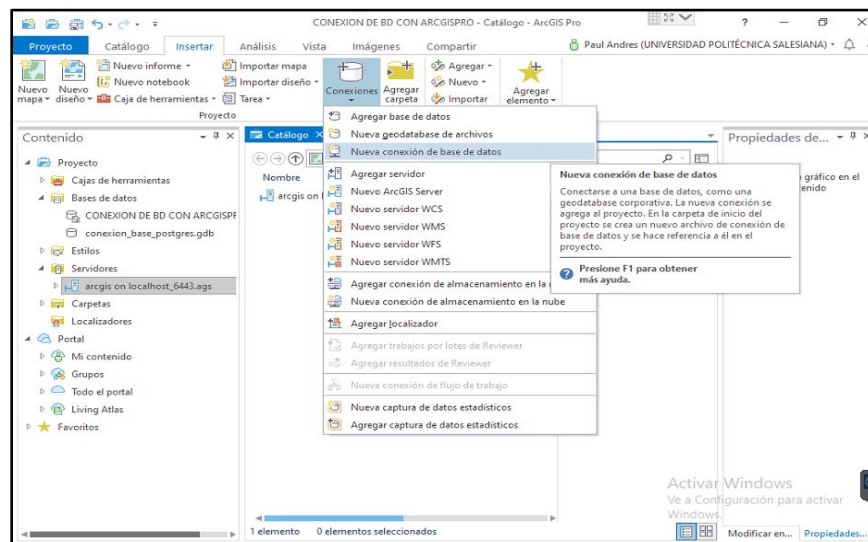 CONEXION DE BD CON ARCGISPRO - Catálogo - ArcGIS Pro
Proyecto Catálogo Insertar Análisis Vista Imágenes Compartir
Paul Andres (UNIVERSIDAD POLITÉCNICA SALESIANA)
Nuevo mapa
Nuevo diseño
Nuevo informe
Nuevo notebook
Caja de herramientas
Importar mapa
Importar diseño
Tarea
Conexiones
Agregar carpeta
Agregar
Nuevo
Importar
Agregar elemento
Proyecto
Contenido
Proyecto
Cajas de herramientas
Bases de datos
CONEXION DE BD CON ARCGISPF
conexion_base_postgres.gdb
Estilos
Servidores
arcgis on localhost_6443.ags
Carpetas
Localizadores
Portal
Mi contenido
Grupos
Todo el portal
Living Atlas
Favoritos
Catálogo
Nombre
arcgis on
Agregar base de datos
Nueva geodatabase de archivos
Nueva conexión de base de datos
Agregar servidor
Nuevo ArcGIS Server
Nuevo servidor WCS
Nuevo servidor WMS
Nuevo servidor WFS
Nuevo servidor WMTS
Agregar conexión de almacenamiento en la
Nueva conexión de almacenamiento en la nube
Agregar localizador
Agregar trabajos por lotes de Reviewer
Agregar resultados de Reviewer
Nueva conexión de flujo de trabajo
Nueva captura de datos estadísticos
Agregar captura de datos estadísticos
Nueva conexión de base de datos
Conectarse a una base de datos, como una
geodatabase corporativa. La nueva conexión se
agrega al proyecto. En la carpeta de inicio del
proyecto se crea un nuevo archivo de conexión de
base de datos y se hace referencia a él en el
proyecto.
Presione F1 para obtener
más ayuda.
Propiedades de...
gráfico en el
enido
Activar Windows
Ve a Configuración para activar
Windows.
1 elemento 0 elementos seleccionados
Modificar en... Propiedades...